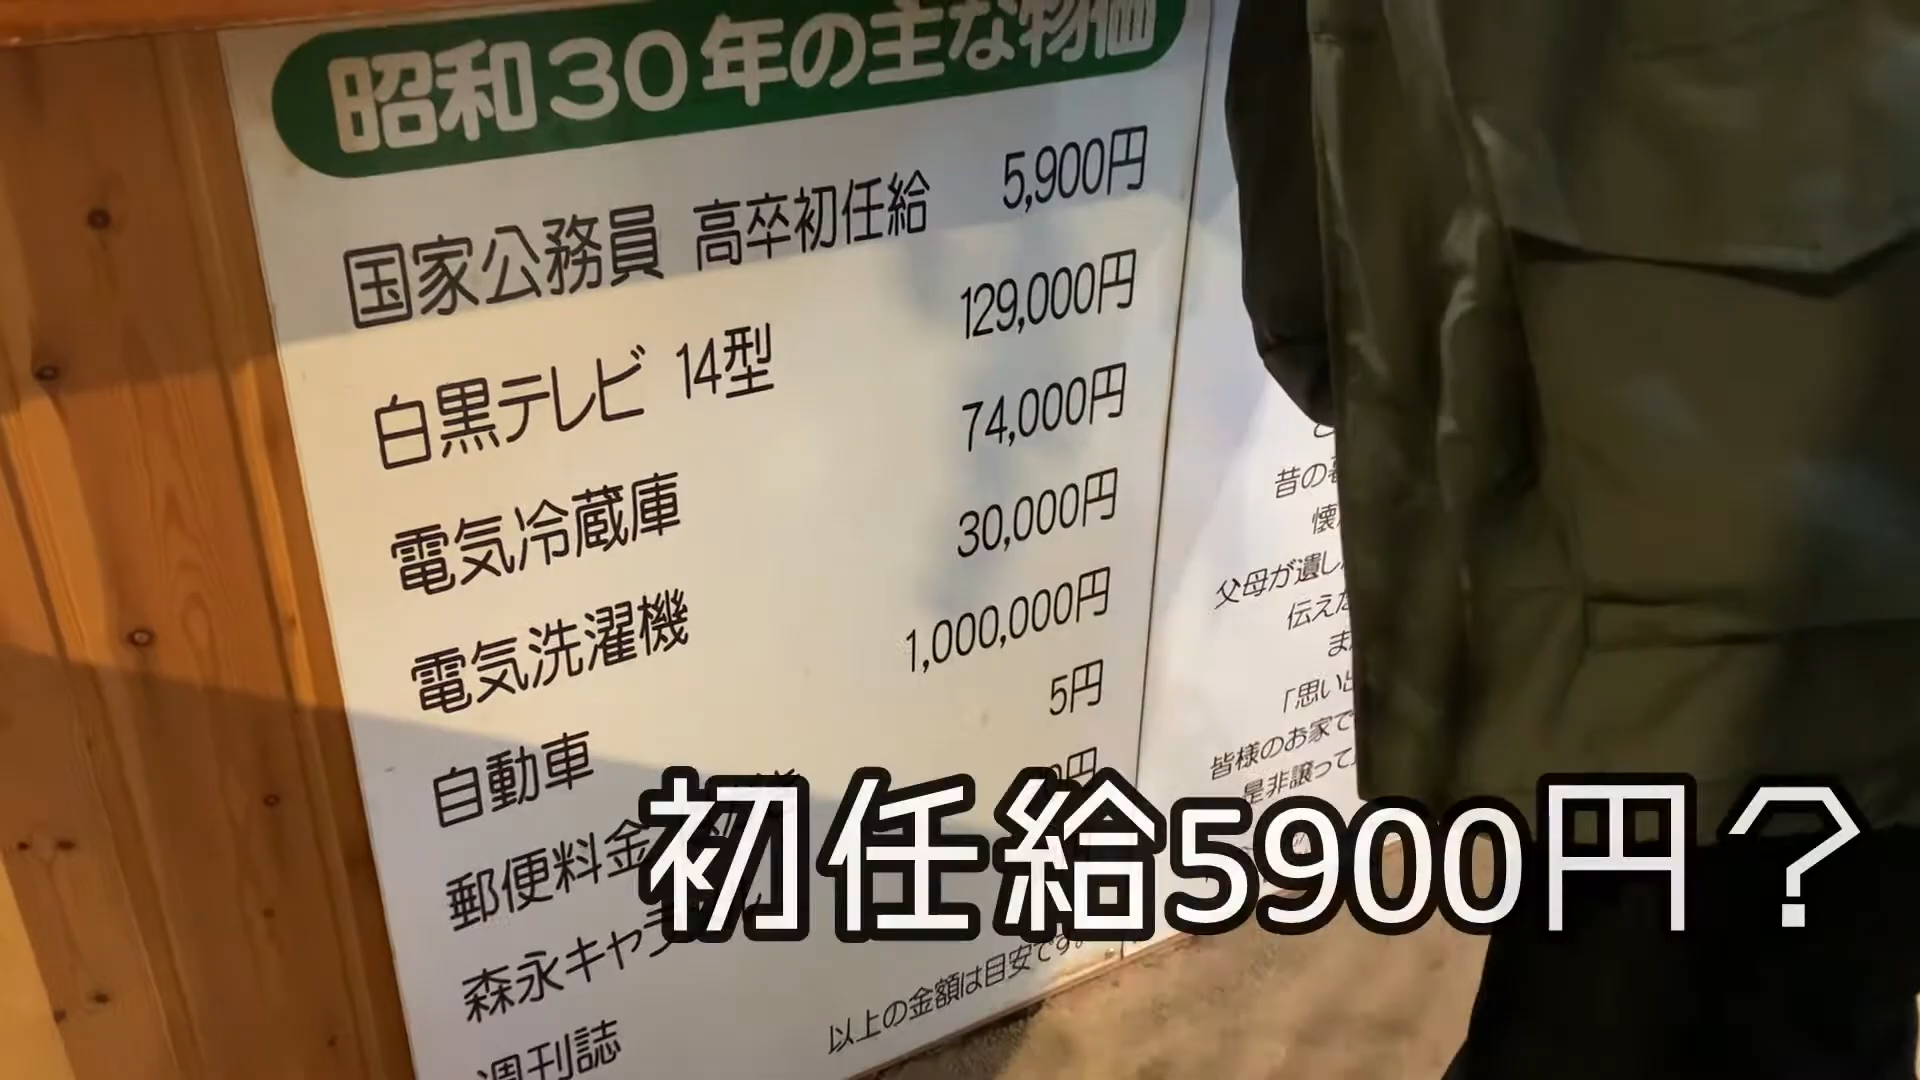 昭和30年の主な物価
国家公務員 高卒初任給 5,900円
白黒テレビ 14型 129,000円
電気冷蔵庫 74,000円
電気洗濯機 30,000円
自動車 1,000,000円
郵便料金 5円
森永キャラメル
週刊誌
以上の金額は目安です。
昔の
父母が遺し
伝えた
「思い出
皆様のお家で
是非譲って
初任給5900円？